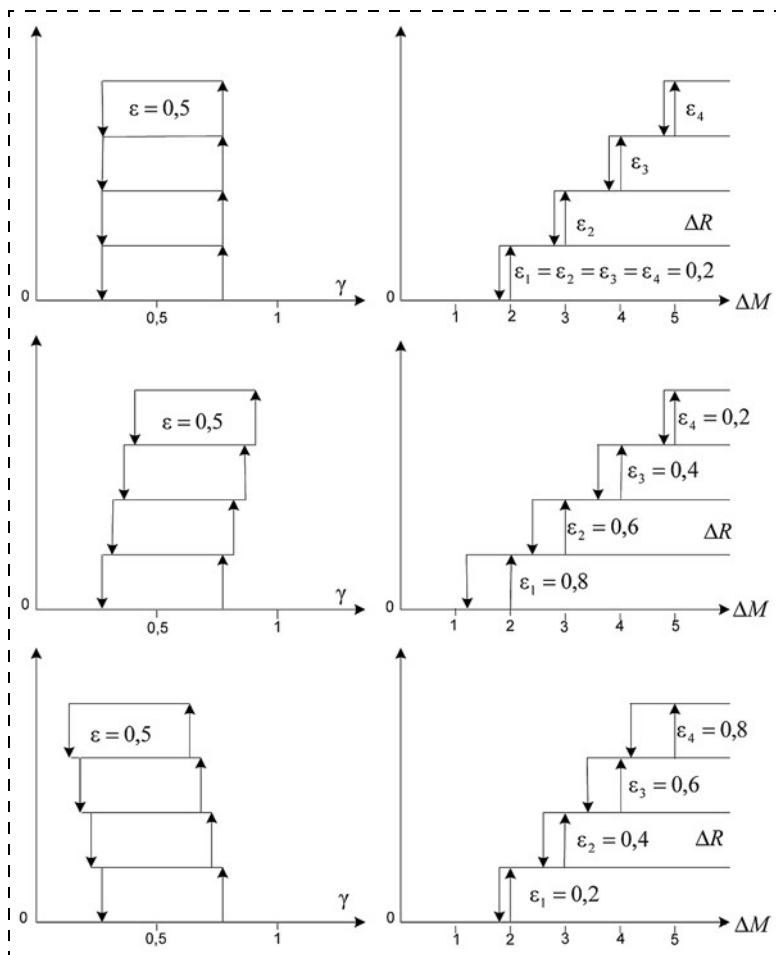 ε = 0,5
0
0,5
1
γ
ε₄
ε₃
ε₂
ΔR
ε₁ = ε₂ = ε₃ = ε₄ = 0,2
0
1
2
3
4
5
ΔM
ε = 0,5
0
0,5
1
γ
ε₄ = 0,2
ε₃ = 0,4
ε₂ = 0,6
ΔR
ε₁ = 0,8
0
1
2
3
4
5
ΔM
ε = 0,5
0
0,5
1
γ
ε₄ = 0,8
ε₃ = 0,6
ε₂ = 0,4
ΔR
ε₁ = 0,2
0
1
2
3
4
5
ΔM